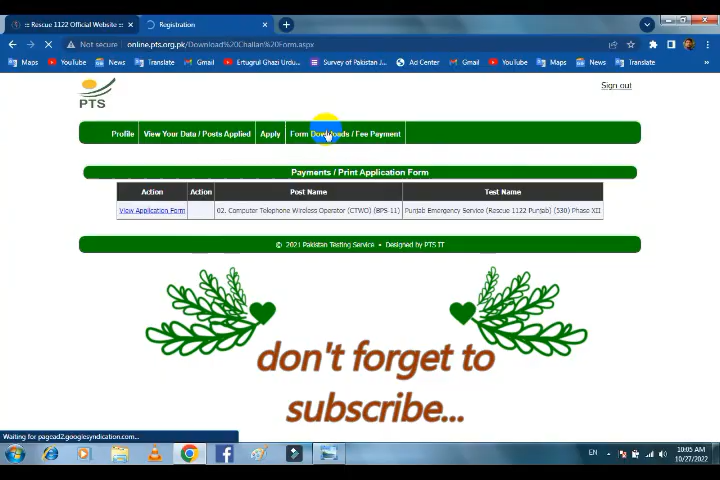 :: Rescue 1122 Official Website ::
Registration
Not secure online.pts.org.pk/Download%20Challan%20Form.aspx
Maps YouTube News Translate Gmail Ertugrul Ghazi Urdu... Survey of Pakistan J... Ad Center Gmail YouTube Maps News Translate
PTS
Sign out
Profile View Your Data / Posts Applied Apply Form Downloads / Fee Payment
Payments / Print Application Form
Action Action Post Name Test Name
View Application Form 02. Computer Telephone Wireless Operator (CTWO) (BPS-11) Punjab Emergency Service (Rescue 1122 Punjab) (530) Phase XII
© 2021 Pakistan Testing Service • Designed by PTS IT
don't forget to
subscribe...
Waiting for pagead2.googlesyndication.com...
EN
10:05 AM
10/27/2022